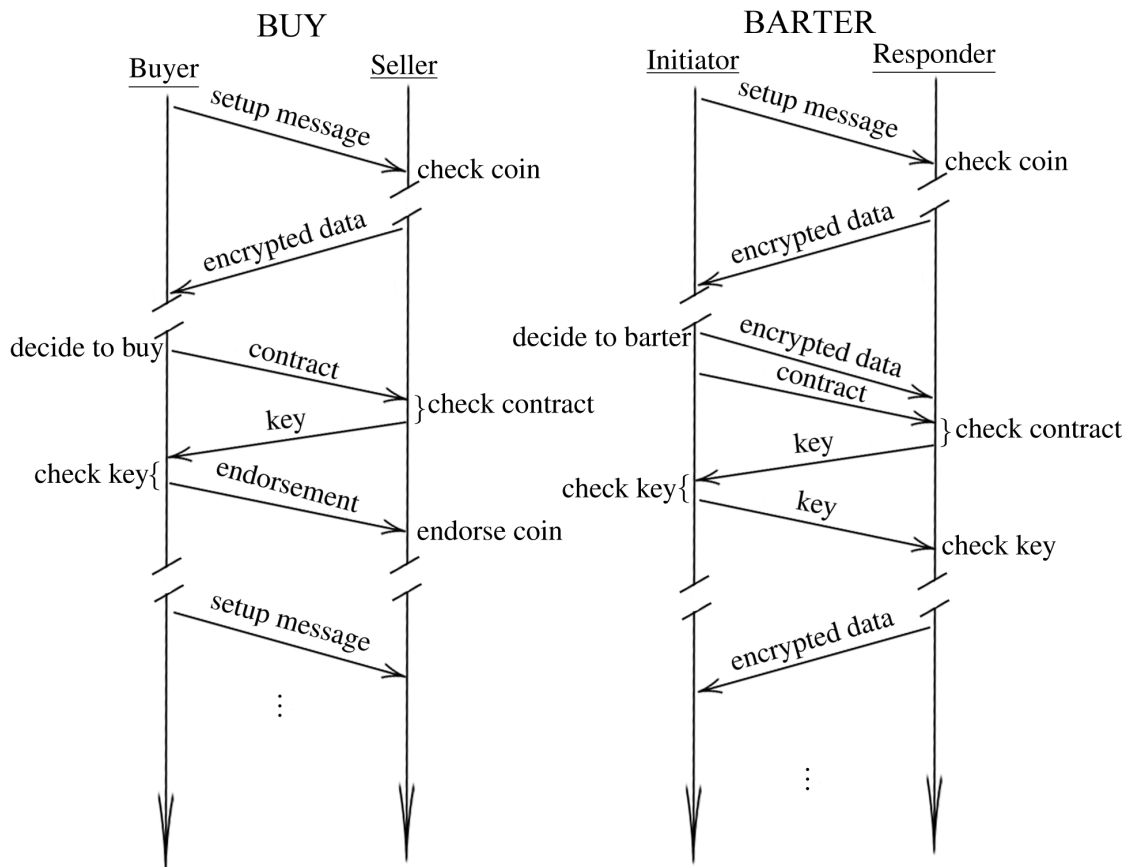 BUY
Buyer
Seller
setup message
check coin
encrypted data
decide to buy
contract
}check contract
key
check key{
endorsement
endorse coin
setup message
⋮
BARTER
Initiator
Responder
setup message
check coin
encrypted data
decide to barter
encrypted data
contract
}check contract
key
check key{
key
check key
encrypted data
⋮